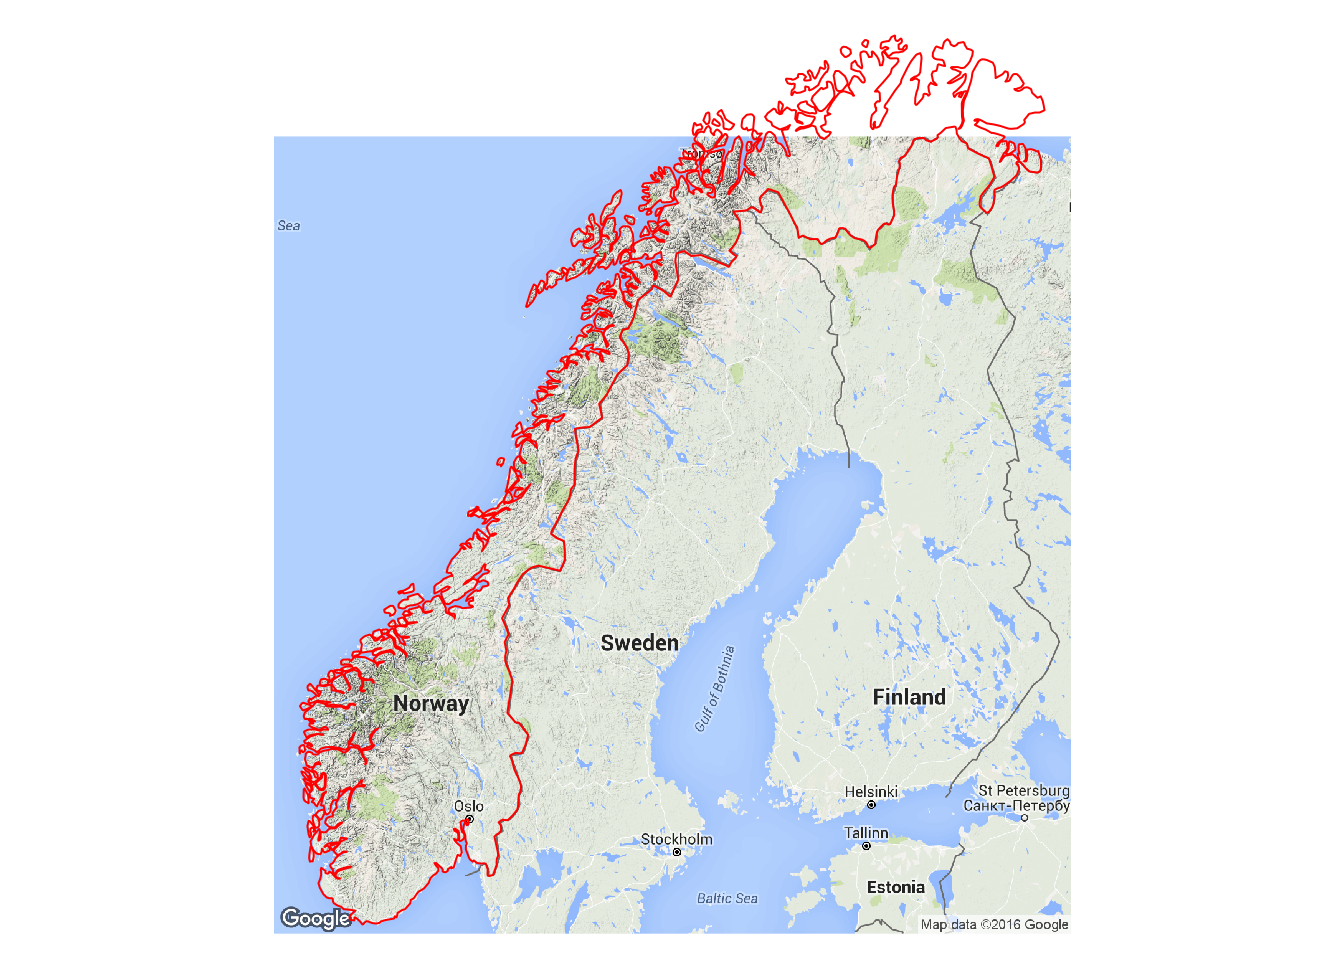 Tromsø
Sea
Sweden
Gulf of Bothnia
Norway
Finland
Helsinki
St Petersburg
Санкт-Петербу
Oslo
Tallinn
Stockholm
Estonia
Baltic Sea
Google
Map data ©2016 Google